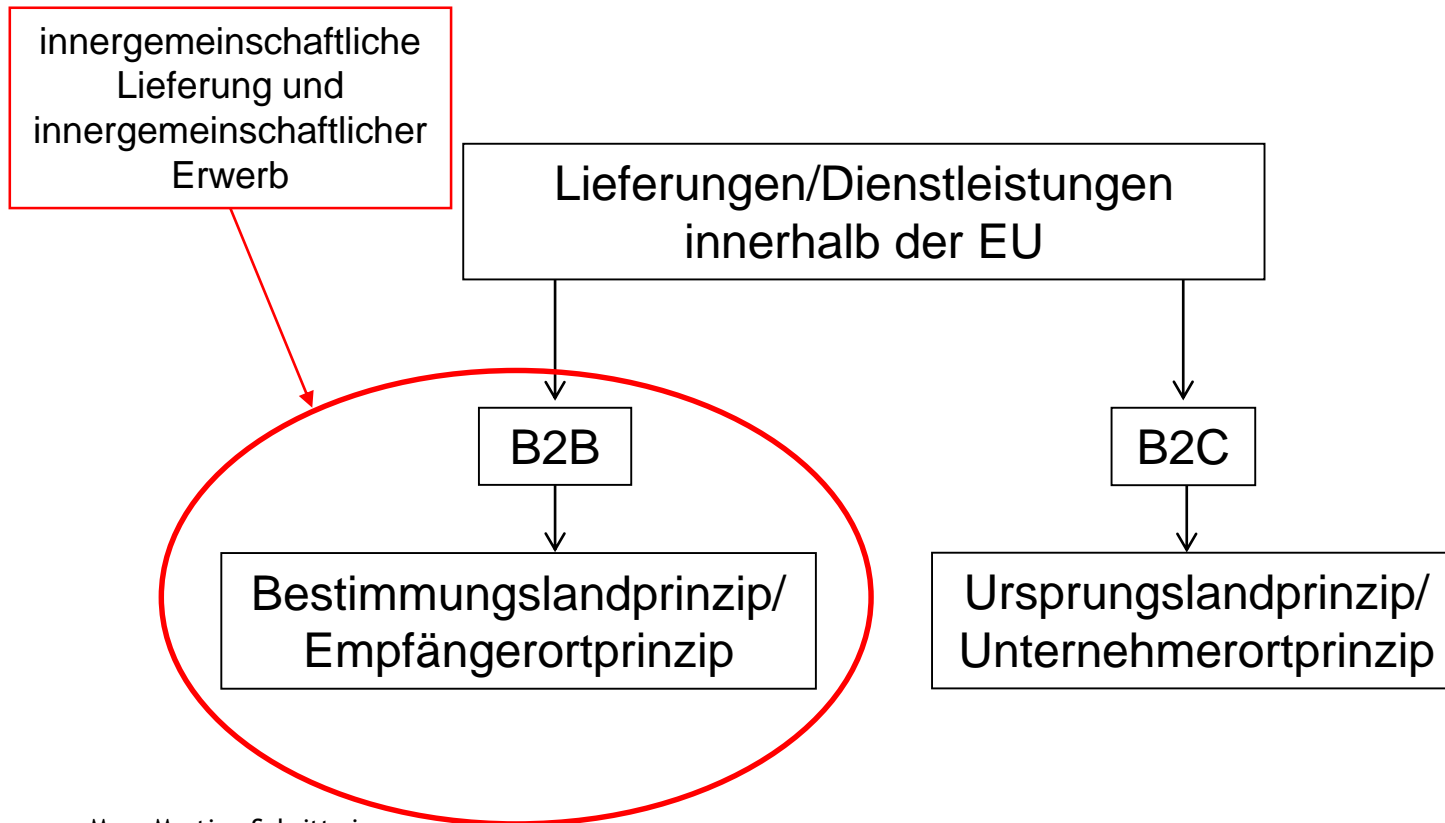 innergemeinschaftliche
Lieferung und
innergemeinschaftlicher
Erwerb
Lieferungen/Dienstleistungen
innerhalb der EU
B2B
B2C
Bestimmungslandprinzip/
Empfängerortprinzip
Ursprungslandprinzip/
Unternehmerortprinzip